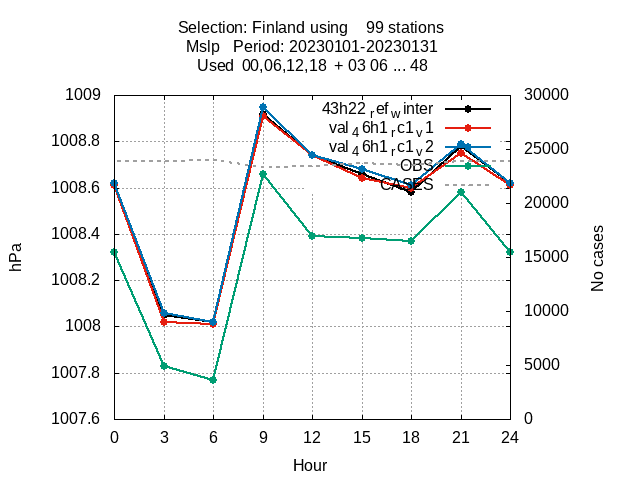 Selection: Finland using    99 stations
Mslp   Period: 20230101-20230131
Used  00,06,12,18  + 03 06 ... 48
1009
1008.8
1008.6
1008.4
1008.2
1008
1007.8
1007.6
hPa
43h22_ref_winter
val_46h1_rc1_v1
val_46h1_rc1_v2
OBS
CASES
30000
25000
20000
15000
10000
5000
0
No cases
0 3 6 9 12 15 18 21 24
Hour